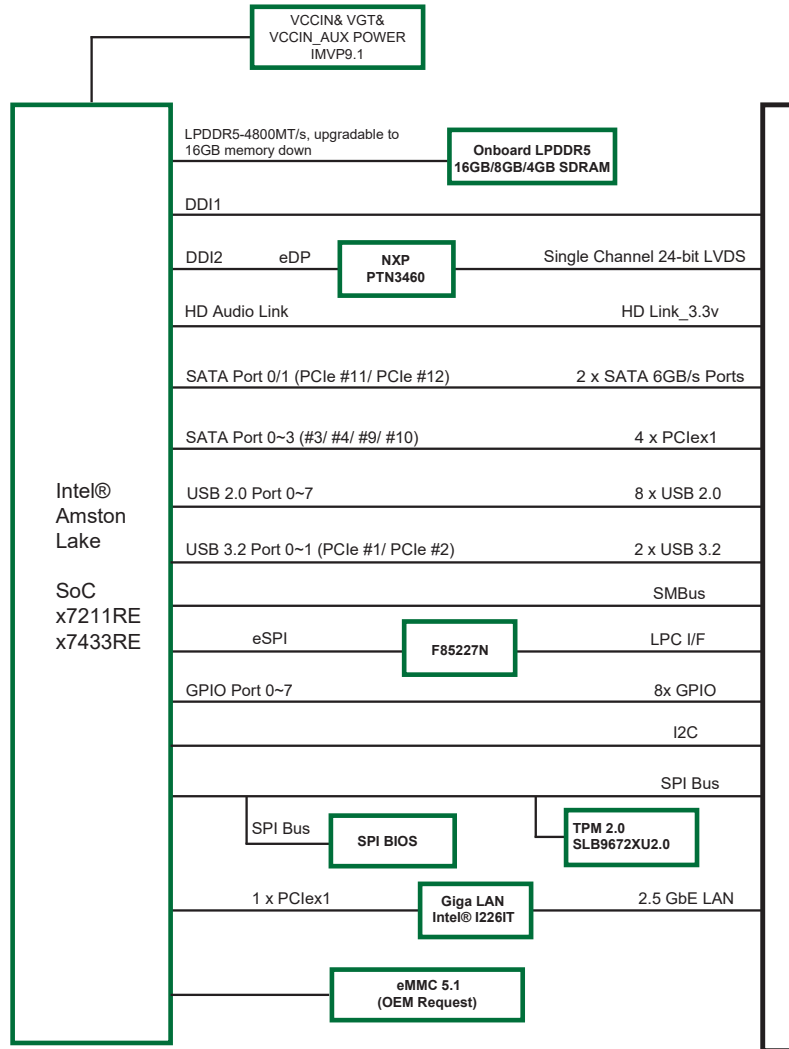 VCCIN& VGT&
VCCIN_AUX POWER
IMVP9.1
LPDDR5-4800MT/s, upgradable to
16GB memory down
Onboard LPDDR5
16GB/8GB/4GB SDRAM
DDI1
DDI2
eDP
NXP
PTN3460
Single Channel 24-bit LVDS
HD Audio Link
HD Link_3.3v
SATA Port 0/1 (PCIe #11/ PCIe #12)
2 x SATA 6GB/s Ports
SATA Port 0~3 (#3/ #4/ #9/ #10)
4 x PCIex1
Intel®
Amston
Lake
SoC
x7211RE
x7433RE
USB 2.0 Port 0~7
8 x USB 2.0
USB 3.2 Port 0~1 (PCIe #1/ PCIe #2)
2 x USB 3.2
SMBus
eSPI
F85227N
LPC I/F
GPIO Port 0~7
8x GPIO
I2C
SPI Bus
SPI Bus
SPI BIOS
TPM 2.0
SLB9672XU2.0
1 x PCIex1
Giga LAN
Intel® I226IT
2.5 GbE LAN
eMMC 5.1
(OEM Request)